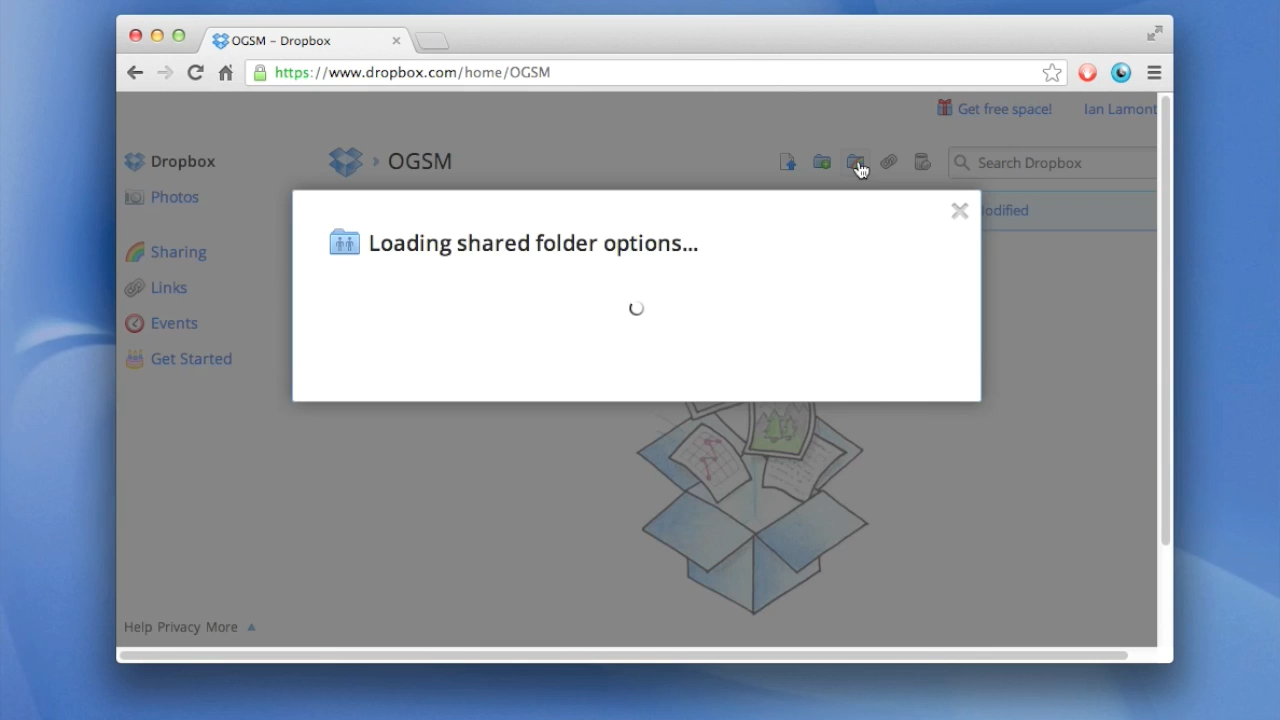 OGSM – Dropbox
https://www.dropbox.com/home/OGSM
Get free space!
Ian Lamont
Dropbox
OGSM
Search Dropbox
Photos
Loading shared folder options...
Sharing
Links
Events
Get Started
Help Privacy More